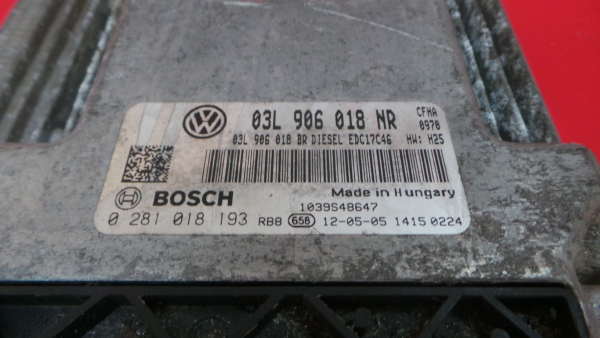 03L 906 018 NR CFHA
03L 906 018 BR DIESEL EDC17C46 0970
HW: H25
BOSCH Made in Hungary
1039S48647
0 281 018 193 RB8 658 12-05-05 1415 0224